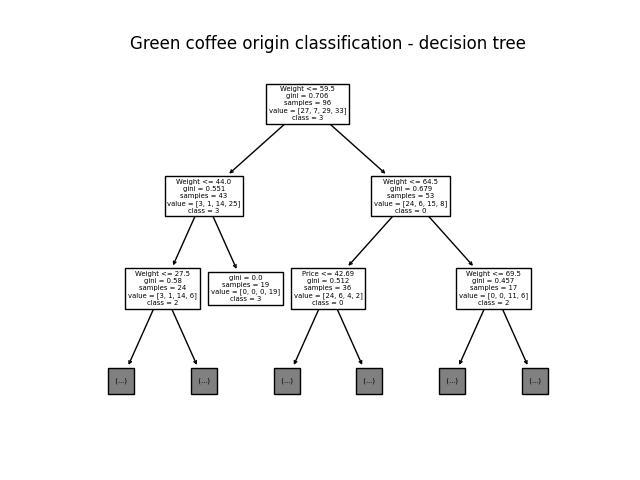 Green coffee origin classification - decision tree
Weight <= 59.5
gini = 0.706
samples = 96
value = [27, 7, 29, 33]
class = 3
Weight <= 44.0
gini = 0.551
samples = 43
value = [3, 1, 14, 25]
class = 3
Weight <= 64.5
gini = 0.679
samples = 53
value = [24, 6, 15, 8]
class = 0
Weight <= 27.5
gini = 0.58
samples = 24
value = [3, 1, 14, 6]
class = 2
gini = 0.0
samples = 19
value = [0, 0, 0, 19]
class = 3
Price <= 42.69
gini = 0.512
samples = 36
value = [24, 6, 4, 2]
class = 0
Weight <= 69.5
gini = 0.457
samples = 17
value = [0, 0, 11, 6]
class = 2
(...)
(...)
(...)
(...)
(...)
(...)